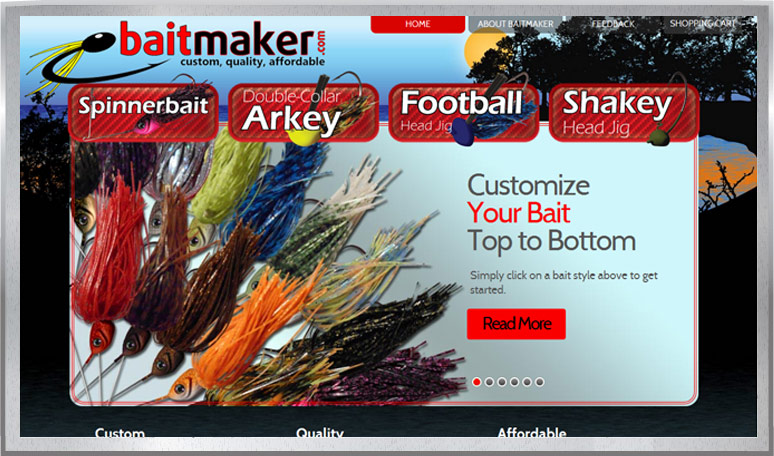 HOME
ABOUT BAITMAKER
FEEDBACK
SHOPPING CART
baitmaker.com
custom, quality, affordable
Spinnerbait
Double-Collar
Arkey
Football
Head Jig
Shakey
Head Jig
Customize
Your Bait
Top to Bottom
Simply click on a bait style above to get
started.
Read More
Custom
Quality
Affordable